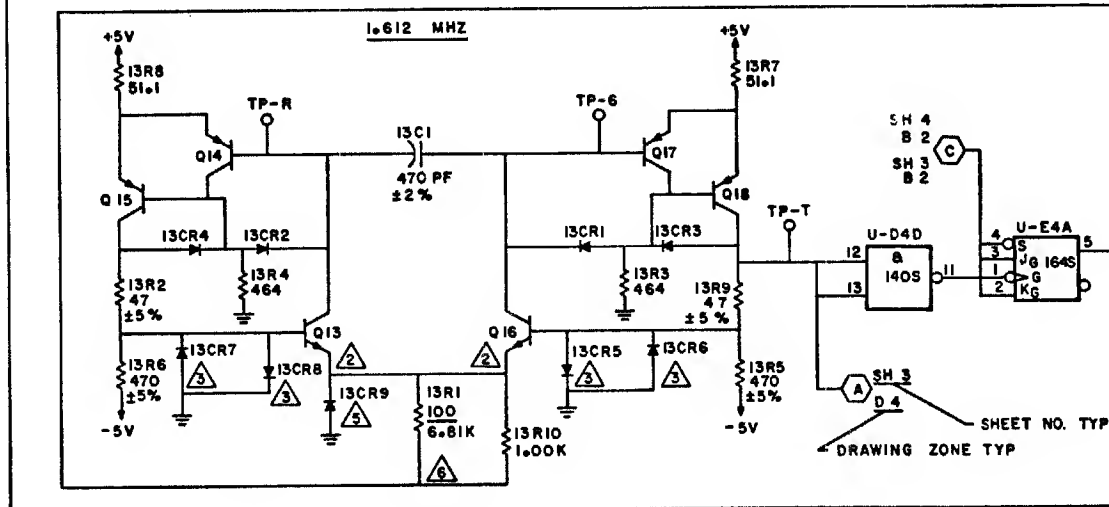 1.612 MHZ
+5V
13R8
51.1
TP-R
Q14
Q15
13C1
470 PF
±2%
TP-6
+5V
13R7
51.1
Q17
Q18
TP-T
SH 4
B 2
SH 3
B 2
C
13CR4
13CR2
13R4
464
13R2
47
±5%
13CR1
13CR3
13R3
464
13R9
47
±5%
U-D4D
12
13
&
140S
11
U-E4A
4
3
1
2
S
JG
164S
G
KG
5
Q13
Q16
13CR7
3
13CR8
3
13R6
470
±5%
-5V
2
13CR9
5
13R1
100
6.81K
6
2
13R10
1.00K
13CR5
3
13CR6
3
13R5
470
±5%
-5V
A
SH 3
D 4
SHEET NO. TYP
DRAWING ZONE TYP